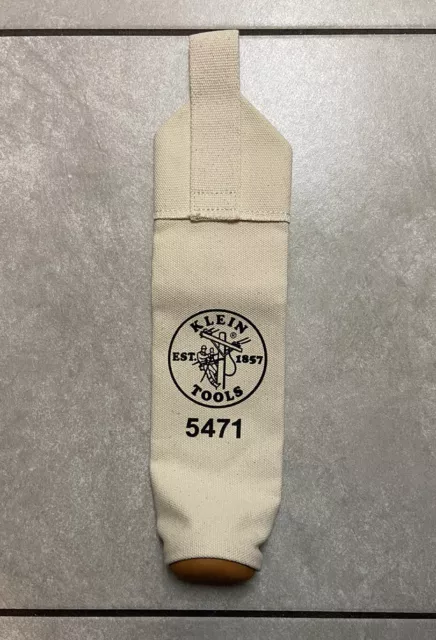 KLEIN
®
EST. 1857
TOOLS
5471